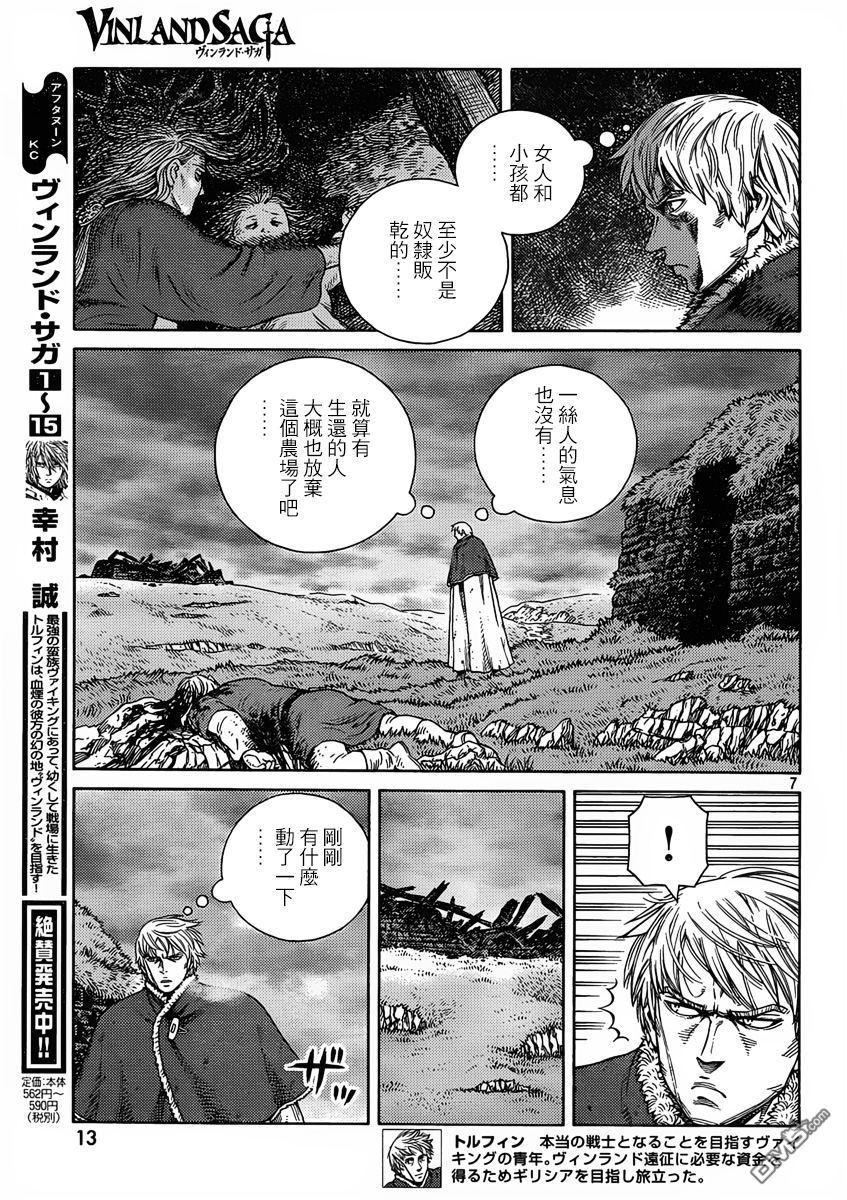 VINLAND SAGA
ヴィンランド・サガ
女人和
小孩都
……
至少不是
奴隸販
乾的……
一絲人的氣息
也沒有……
就算有
生還的人
大概也放棄
這個農場了吧
……
7
！
剛剛
有什麼
動了一下
……
ザッ
アフタヌーン
KC
ヴィンランド・サガ 1〜15
幸村 誠
最強の蛮族ヴァイキングにあって、幼くして戦場に生きた
トルフィンは、血煙の彼方の幻の地“ヴィンランド”を目指す！
絶賛発売中!!
定価：本体
562円〜
590円
（税別）
13
トルフィン 本当の戦士となることを目指すヴァイ
キングの青年。ヴィンランド遠征に必要な資金を
得るためギリシアを目指し旅立った。
DM5.com